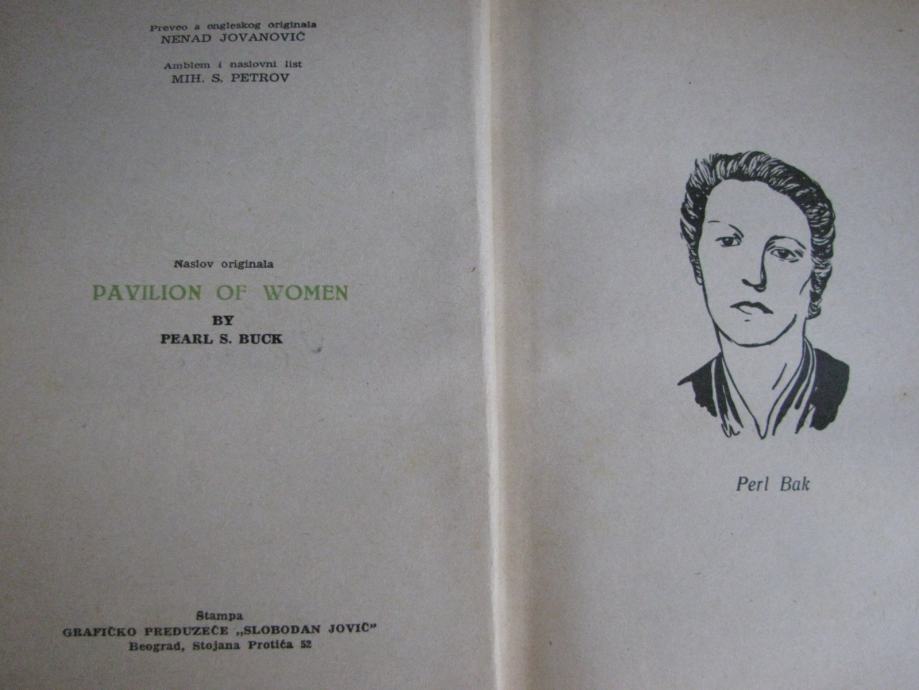 Preveo s engleskog originala
NENAD JOVANOVIĆ
Amblem i naslovni list
MIH. S. PETROV
Naslov originala
PAVILION OF WOMEN
BY
PEARL S. BUCK
Štampa
GRAFIČKO PREDUZEĆE „SLOBODAN JOVIĆ”
Beograd, Stojana Protića 52
Perl Bak